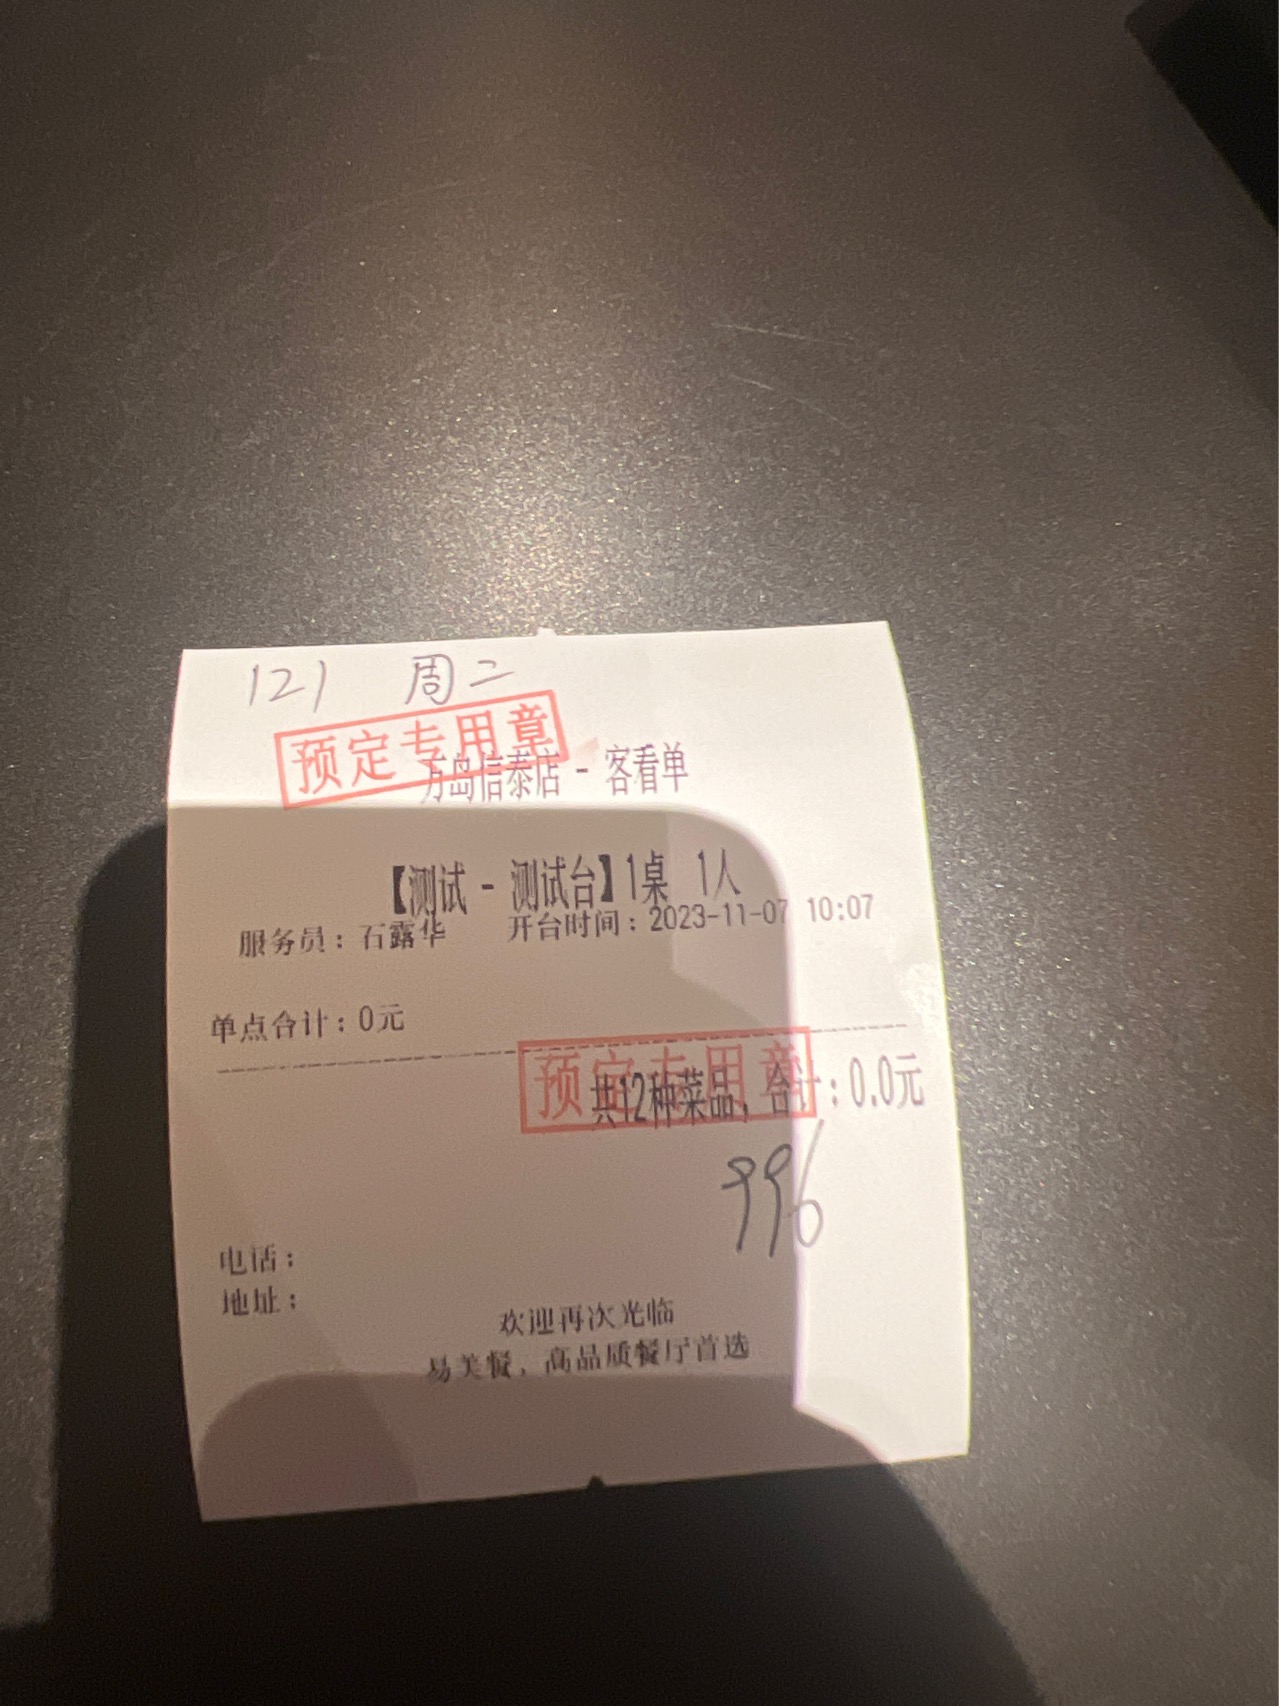 121 周二
预定专用章
万岛信泰店 - 客看单
【测试 - 测试台】1桌 1人
服务员：石露华 开台时间：2023-11-07 10:07
单点合计：0元
预定专用章
共12种菜品，合计：0.0元
996
电话：
地址：
欢迎再次光临
易美餐，高品质餐厅首选